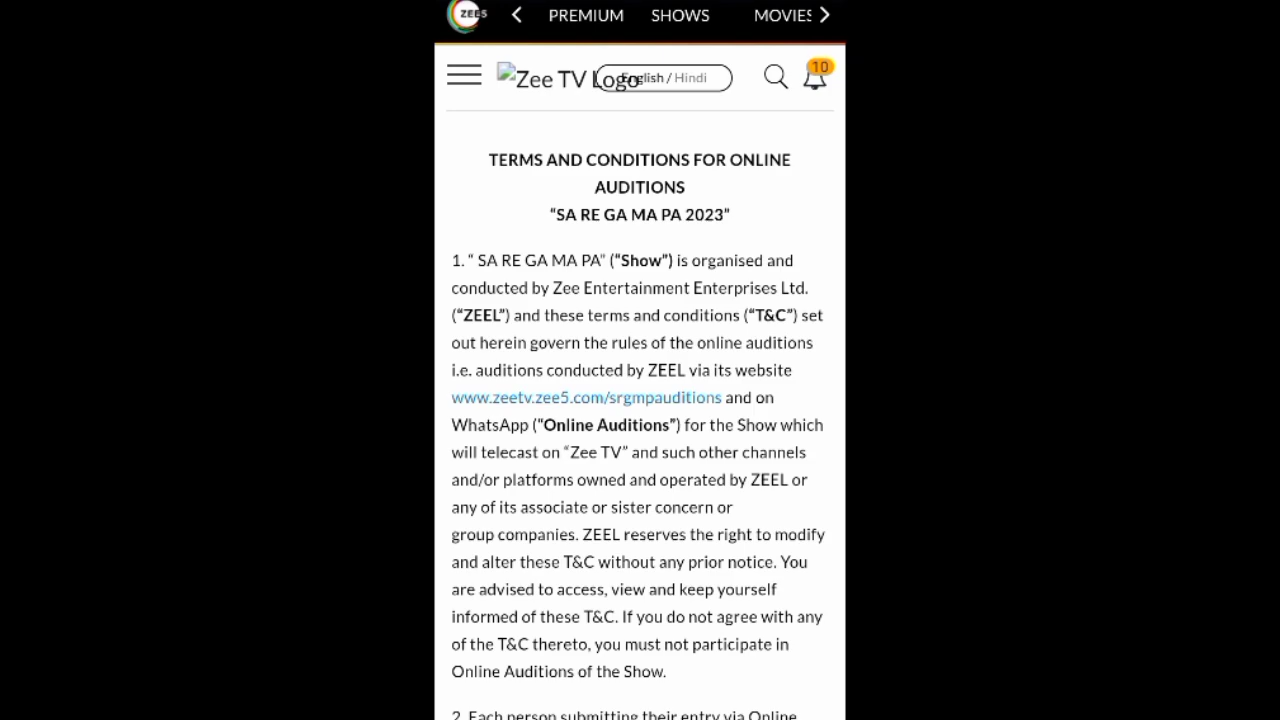 ZEE5 PREMIUM SHOWS MOVIES
Zee TV Logo English / Hindi 10
TERMS AND CONDITIONS FOR ONLINE
AUDITIONS
“SA RE GA MA PA 2023”
1. “ SA RE GA MA PA” (“Show”) is organised and
conducted by Zee Entertainment Enterprises Ltd.
(“ZEEL”) and these terms and conditions (“T&C”) set
out herein govern the rules of the online auditions
i.e. auditions conducted by ZEEL via its website
www.zeetv.zee5.com/srgmpauditions and on
WhatsApp (“Online Auditions”) for the Show which
will telecast on “Zee TV” and such other channels
and/or platforms owned and operated by ZEEL or
any of its associate or sister concern or
group companies. ZEEL reserves the right to modify
and alter these T&C without any prior notice. You
are advised to access, view and keep yourself
informed of these T&C. If you do not agree with any
of the T&C thereto, you must not participate in
Online Auditions of the Show.
2. Each person submitting their entry via Online